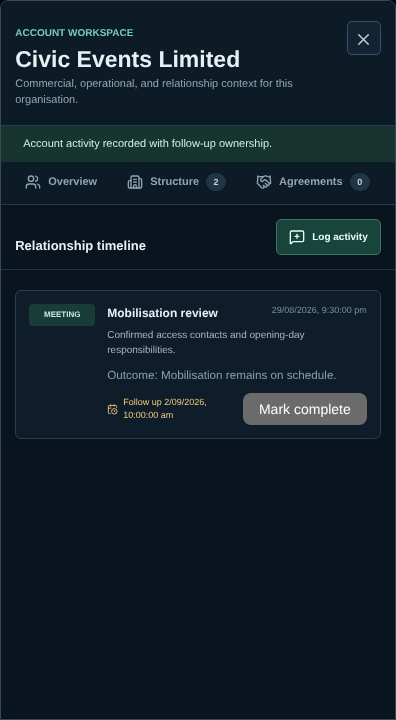 ACCOUNT WORKSPACE
Civic Events Limited
Commercial, operational, and relationship context for this
organisation.
Account activity recorded with follow-up ownership.
Overview
Structure 2
Agreements 0
Relationship timeline
Log activity
MEETING
Mobilisation review
29/08/2026, 9:30:00 pm
Confirmed access contacts and opening-day
responsibilities.
Outcome: Mobilisation remains on schedule.
Follow up 2/09/2026,
10:00:00 am
Mark complete